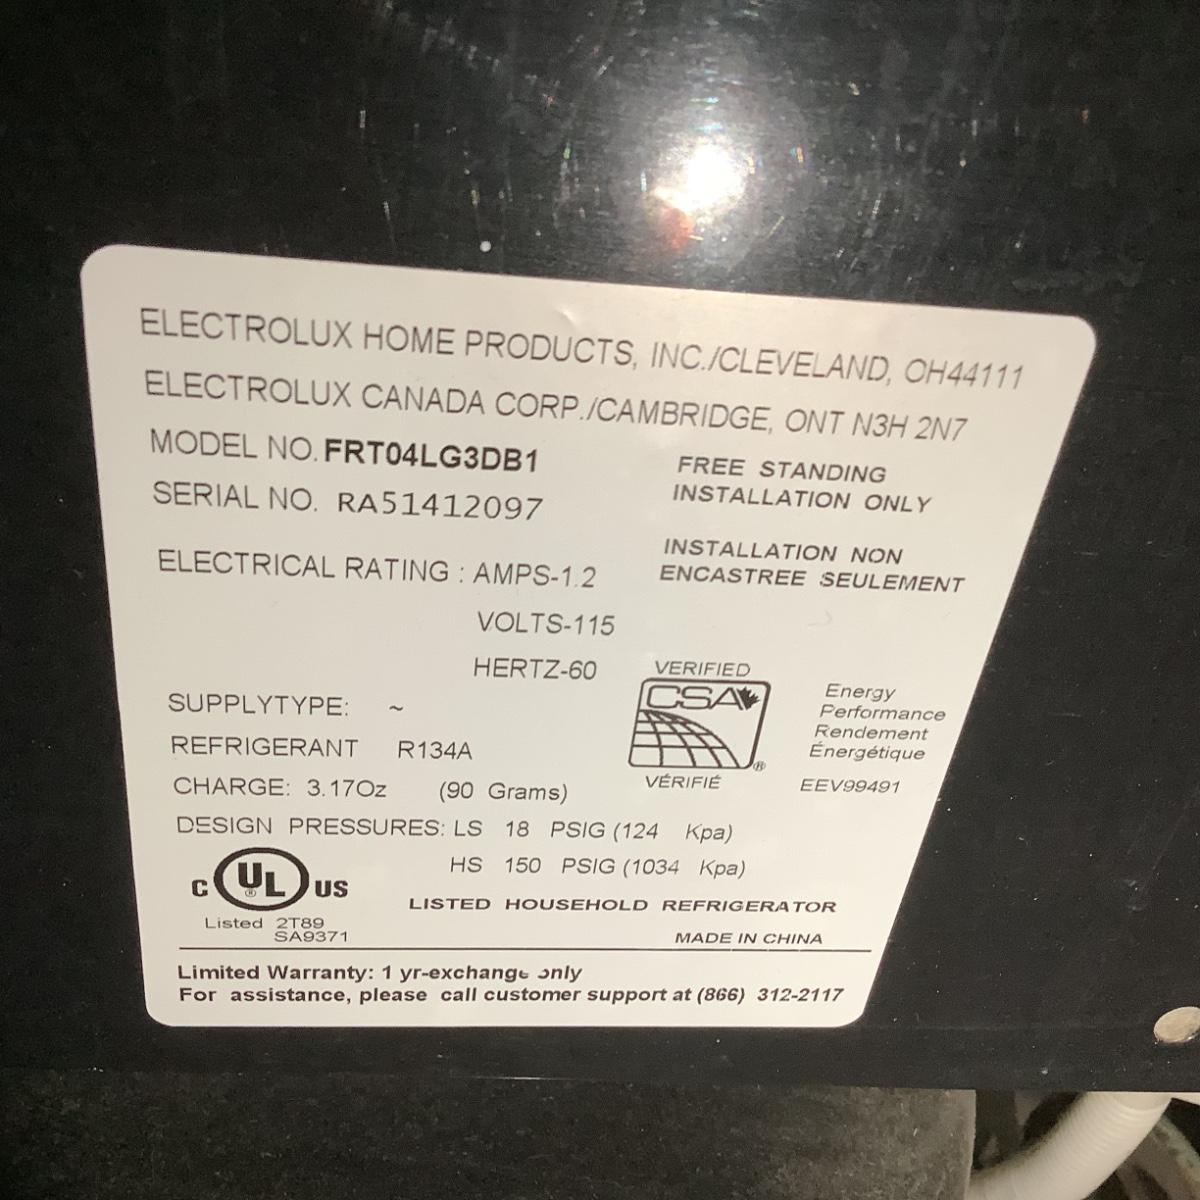 ELECTROLUX HOME PRODUCTS, INC./CLEVELAND, OH44111
ELECTROLUX CANADA CORP./CAMBRIDGE, ONT N3H 2N7
MODEL NO. FRT04LG3DB1
SERIAL NO. RA51412097
FREE STANDING
INSTALLATION ONLY
INSTALLATION NON
ENCASTREE SEULEMENT
ELECTRICAL RATING : AMPS-1.2
VOLTS-115
HERTZ-60
SUPPLYTYPE: ~
REFRIGERANT R134A
CHARGE: 3.17Oz (90 Grams)
VERIFIED
CSA
®
VÉRIFIÉ
Energy
Performance
Rendement
Énergétique
EEV99491
DESIGN PRESSURES: LS 18 PSIG (124 Kpa)
HS 150 PSIG (1034 Kpa)
C UL ® US
Listed 2T89
SA9371
LISTED HOUSEHOLD REFRIGERATOR
MADE IN CHINA
Limited Warranty: 1 yr-exchange only
For assistance, please call customer support at (866) 312-2117